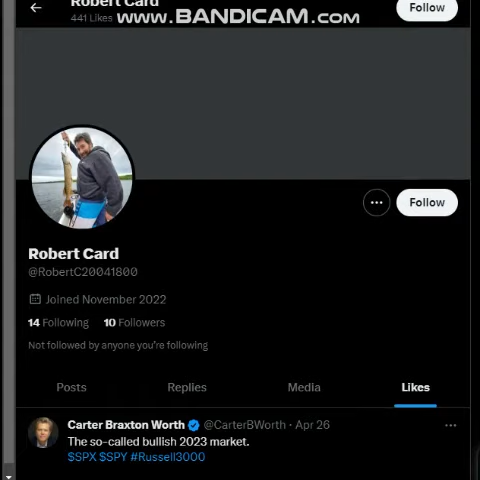 Robert Card
441 Likes
www.BANDICAM.com
Follow
Follow
Robert Card
@RobertC20041800
Joined November 2022
14 Following 10 Followers
Not followed by anyone you're following
Posts Replies Media Likes
Carter Braxton Worth @CarterBWorth · Apr 26
The so-called bullish 2023 market.
$SPX $SPY #Russell3000